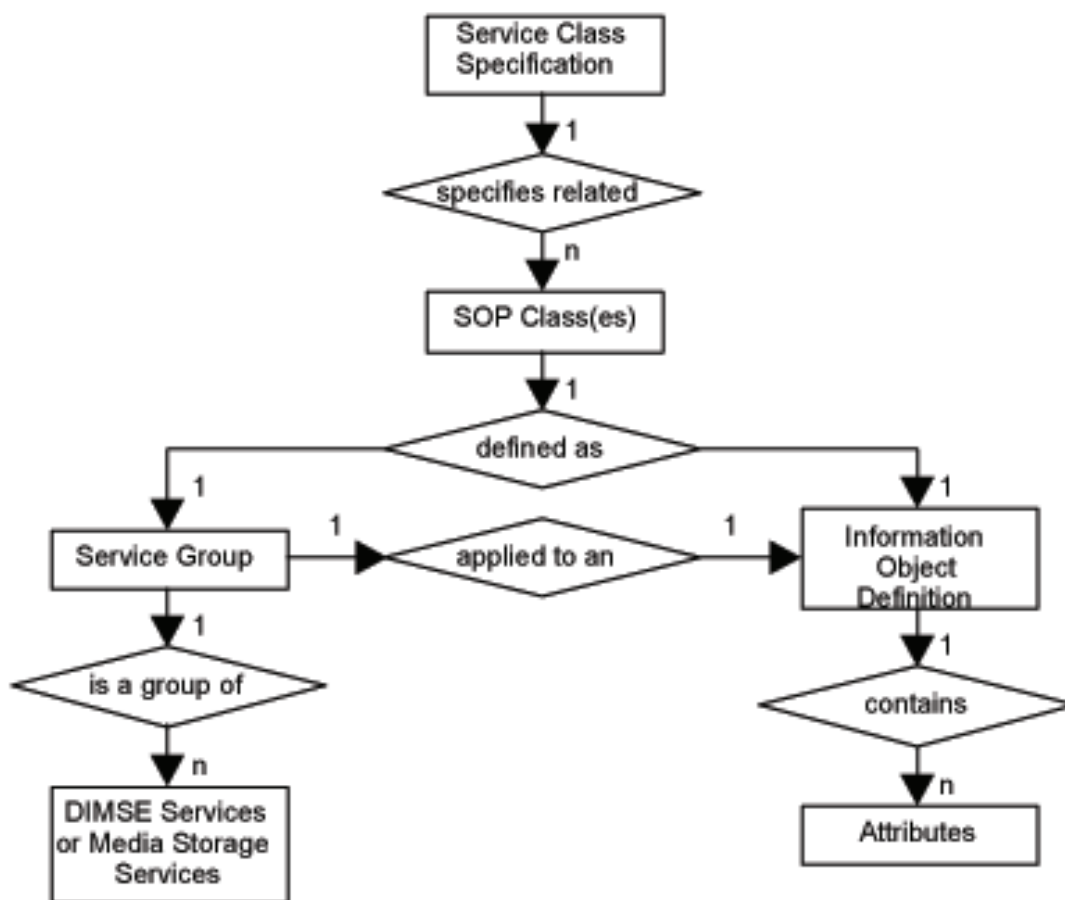 Service Class
Specification
1
specifies related
n
SOP Class(es)
1
defined as
1
1
Service Group
1
applied to an
1
Information
Object
Definition
1
is a group of
n
DIMSE Services
or Media Storage
Services
1
contains
n
Attributes